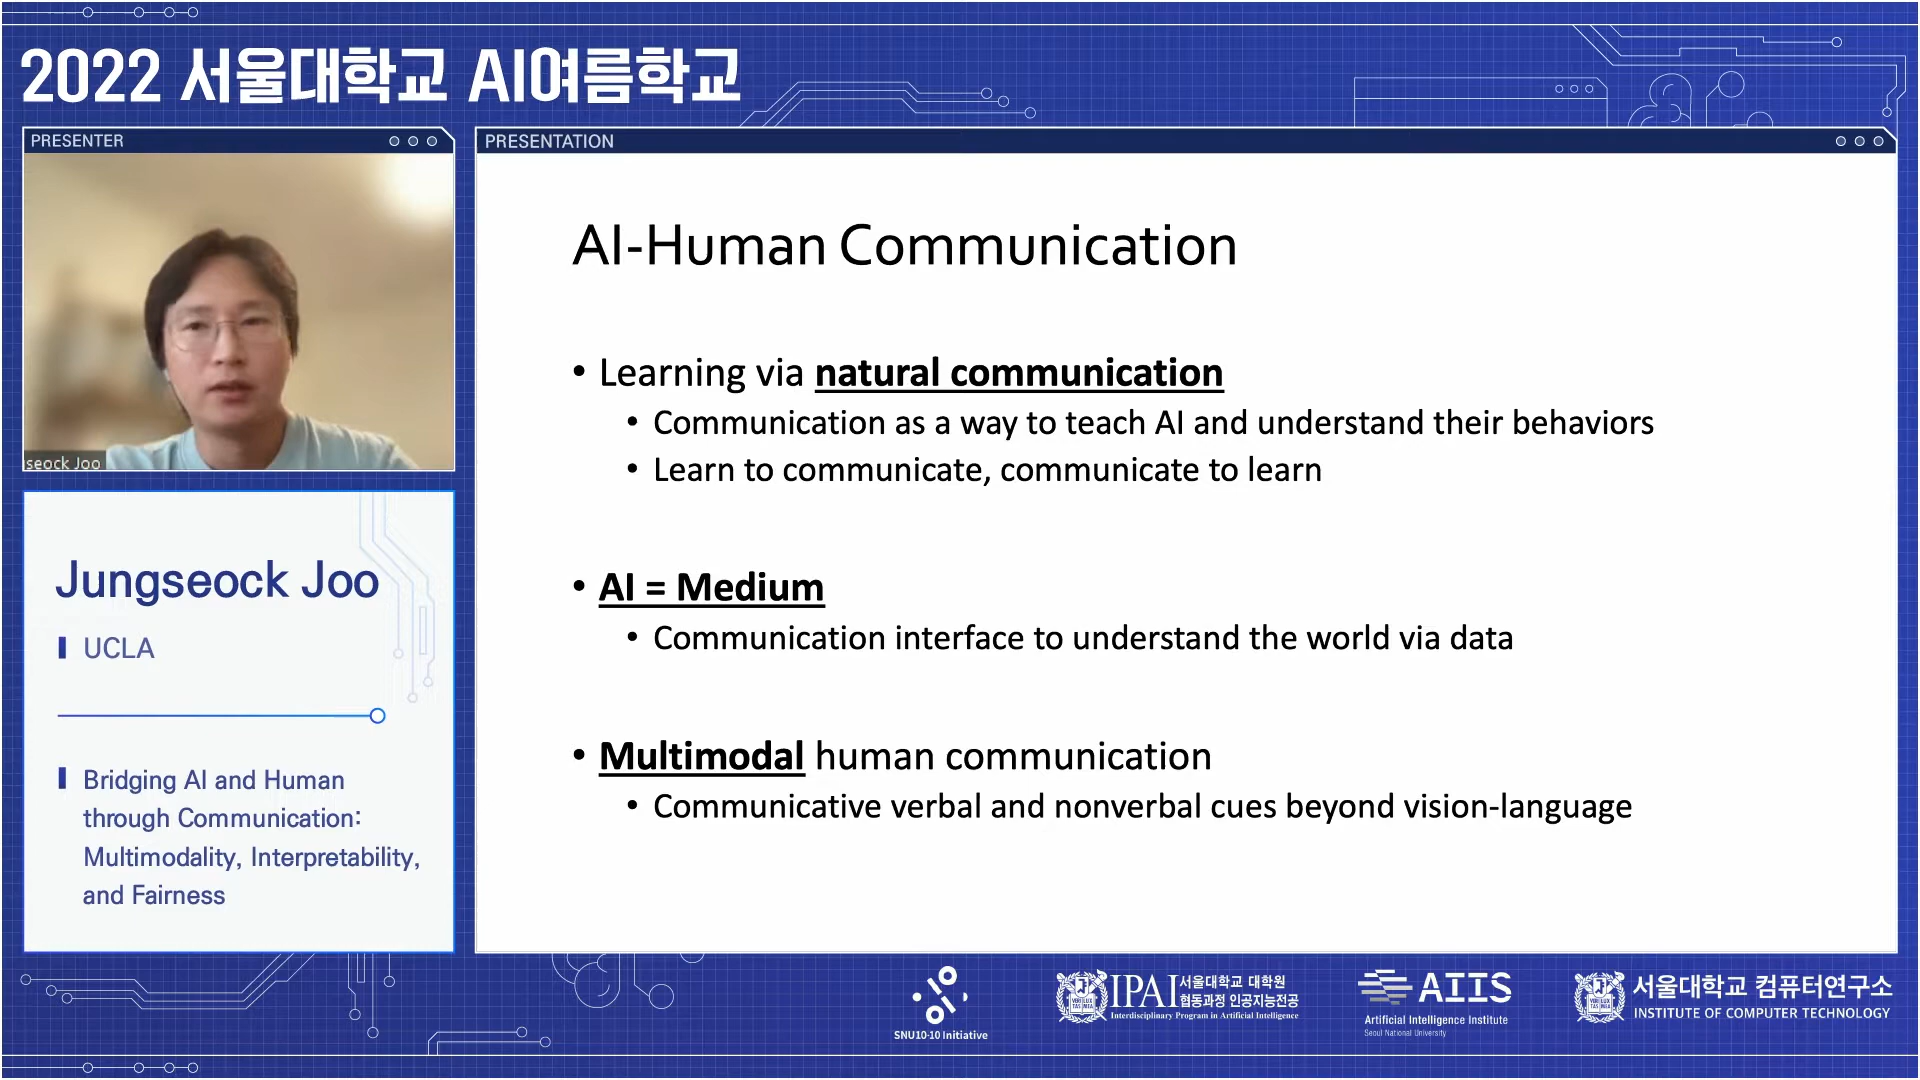 2022 서울대학교 AI여름학교
PRESENTER
seock Joo
Jungseock Joo
UCLA
Bridging AI and Human
through Communication:
Multimodality, Interpretability,
and Fairness
PRESENTATION
AI-Human Communication
• Learning via natural communication
• Communication as a way to teach AI and understand their behaviors
• Learn to communicate, communicate to learn
• AI = Medium
• Communication interface to understand the world via data
• Multimodal human communication
• Communicative verbal and nonverbal cues beyond vision-language
SNU10-10 Initiative
IPAI 서울대학교 대학원
협동과정 인공지능전공
Interdisciplinary Program in Artificial Intelligence
AIIS
Artificial Intelligence Institute
Seoul National University
서울대학교 컴퓨터연구소
INSTITUTE OF COMPUTER TECHNOLOGY